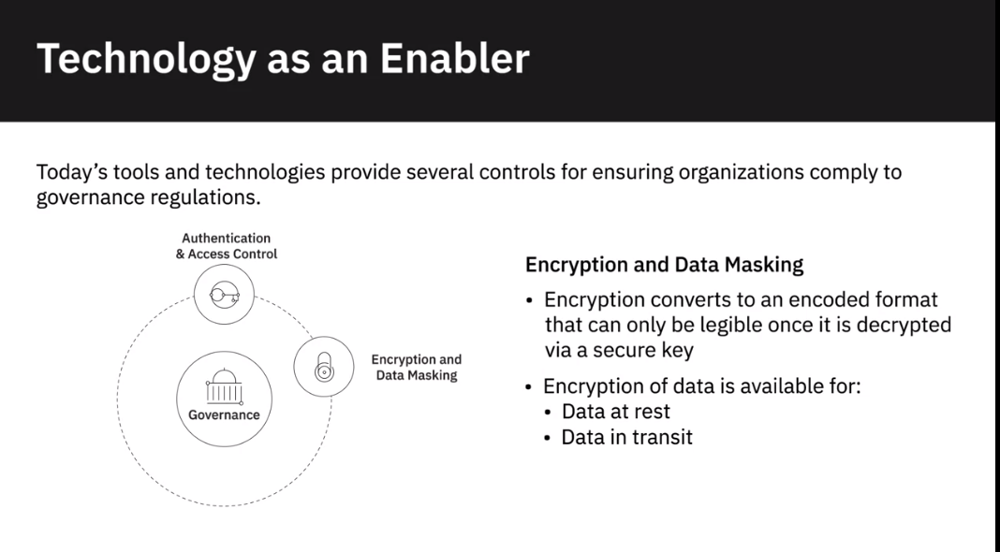 Technology as an Enabler
Today’s tools and technologies provide several controls for ensuring organizations comply to
governance regulations.
Authentication
& Access Control
Encryption and
Data Masking
Governance
Encryption and Data Masking
• Encryption converts to an encoded format
that can only be legible once it is decrypted
via a secure key
• Encryption of data is available for:
• Data at rest
• Data in transit